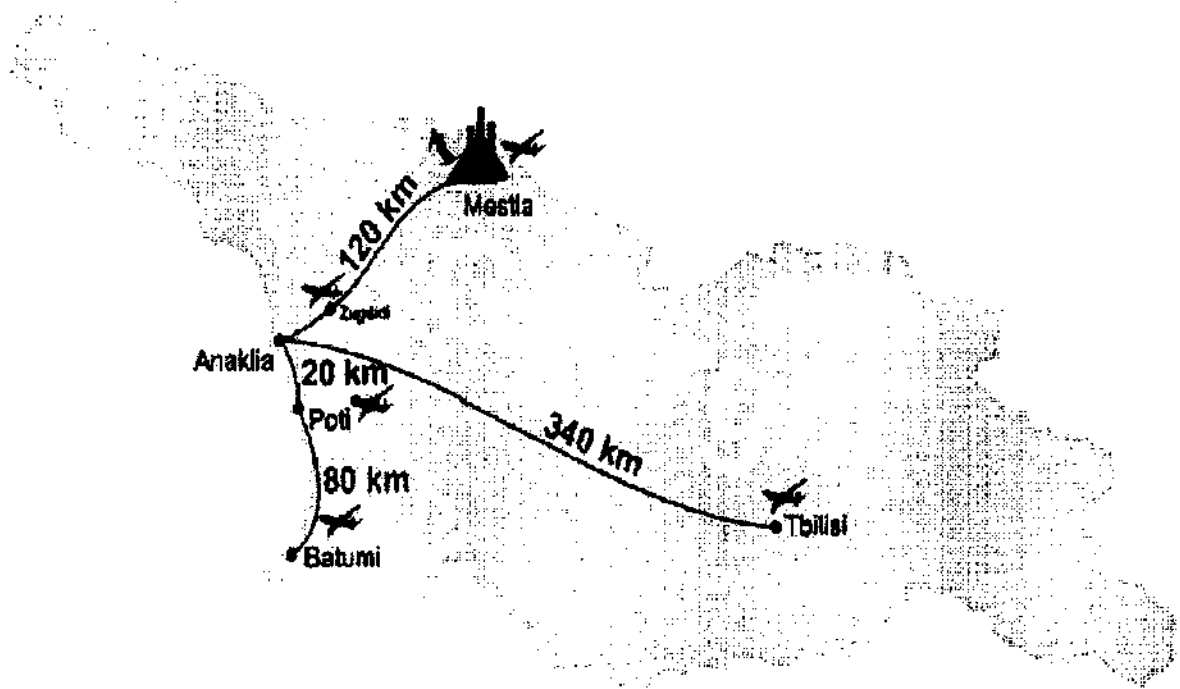 Mestia
120 km
Zugdidi
Anaklia
20 km
Poti
340 km
80 km
Tbilisi
Batumi